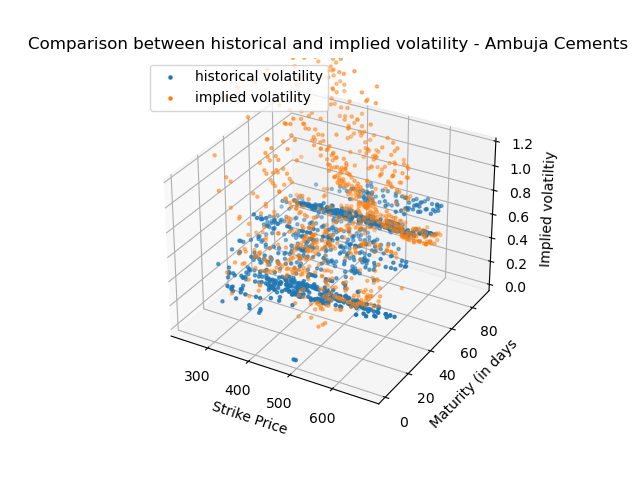 Comparison between historical and implied volatility - Ambuja Cements
historical volatility
implied volatility
1.2
1.0
0.8
0.6
0.4
0.2
0.0
Implied volatiltiy
80
60
40
20
0
Maturity (in days
300
400
500
600
Strike Price